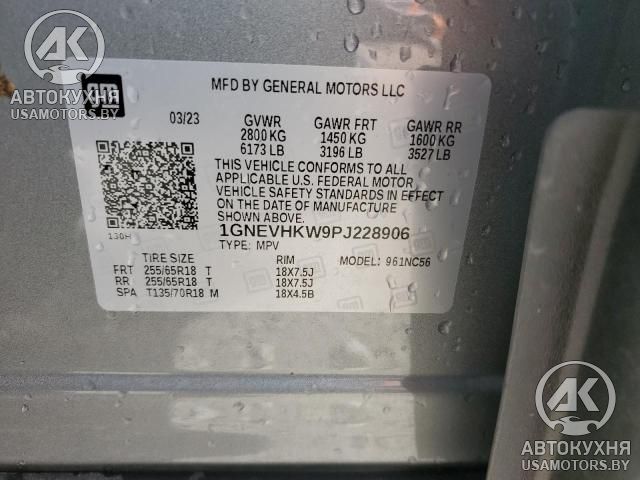 АВТОКУХНЯ
USAMOTORS.BY
MFD BY GENERAL MOTORS LLC
03/23 GVWR GAWR FRT GAWR RR
2800 KG 1450 KG 1600 KG
6173 LB 3196 LB 3527 LB
THIS VEHICLE CONFORMS TO ALL
APPLICABLE U.S. FEDERAL MOTOR
VEHICLE SAFETY STANDARDS IN EFFECT
ON THE DATE OF MANUFACTURE
SHOWN ABOVE.
130H
1GNEVHKW9PJ228906
TYPE: MPV
TIRE SIZE RIM MODEL: 961NC56
FRT 255/65R18 T 18X7.5J
RR 255/65R18 T 18X7.5J
SPA T135/70R18 M 18X4.5B
АК
АВТОКУХНЯ
USAMOTORS.BY